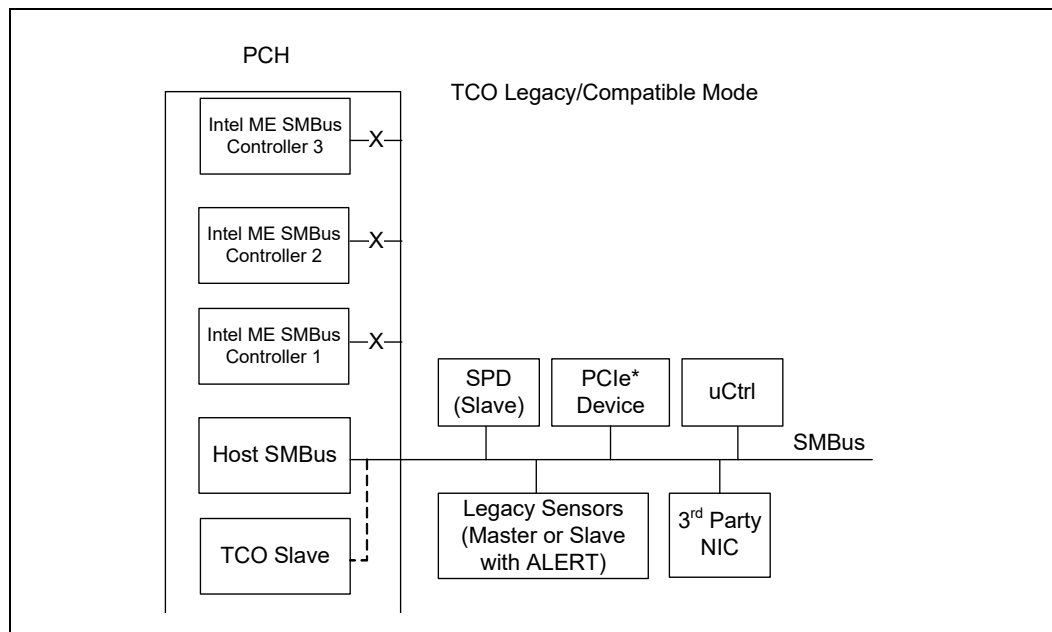 PCH
TCO Legacy/Compatible Mode
Intel ME SMBus
Controller 3
X
Intel ME SMBus
Controller 2
X
Intel ME SMBus
Controller 1
X
SPD
(Slave)
PCIe*
Device
uCtrl
Host SMBus
SMBus
TCO Slave
Legacy Sensors
(Master or Slave
with ALERT)
3rd Party
NIC